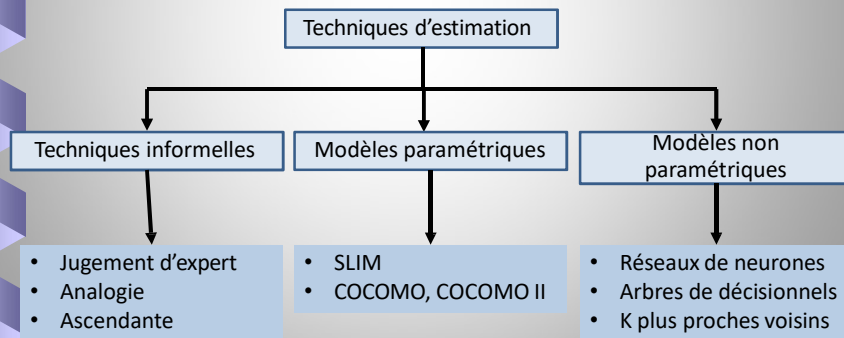 Techniques d’estimation
Techniques informelles
Modèles paramétriques
Modèles non
paramétriques
• Jugement d’expert
• Analogie
• Ascendante
• SLIM
• COCOMO, COCOMO II
• Réseaux de neurones
• Arbres de décisionnels
• K plus proches voisins